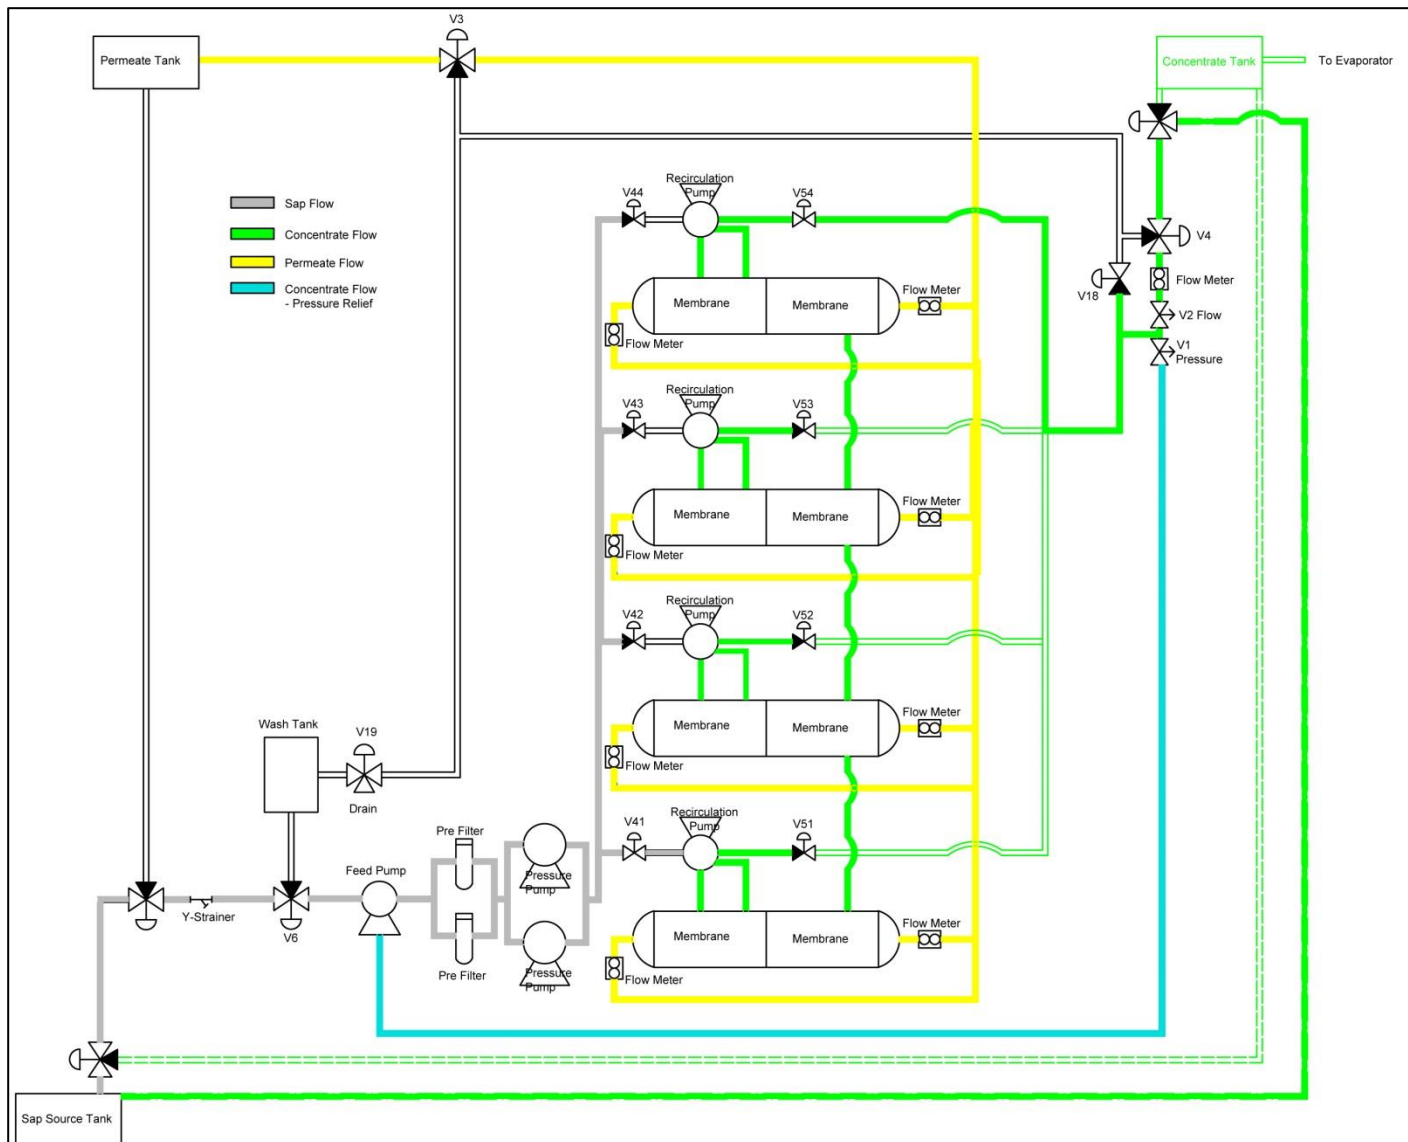 V3
Permeate Tank
Concentrate Tank
To Evaporator
Recirculation
Pump
V44
V54
Sap Flow
Concentrate Flow
V4
Permeate Flow
Flow Meter
Concentrate Flow
- Pressure Relief
V18
Membrane
Membrane
Flow Meter
V2 Flow
Flow Meter
V1
Pressure
Recirculation
Pump
V43
V53
Flow Meter
Membrane
Membrane
Flow Meter
Recirculation
Pump
V42
V52
Flow Meter
Membrane
Membrane
Wash Tank
V19
Flow Meter
Drain
Recirculation
Pump
V41
V51
Pre Filter
Feed Pump
Pressure
Pump
Y-Strainer
V6
Flow Meter
Membrane
Membrane
Pre Filter
Pressure
Pump
Flow Meter
Sap Source Tank